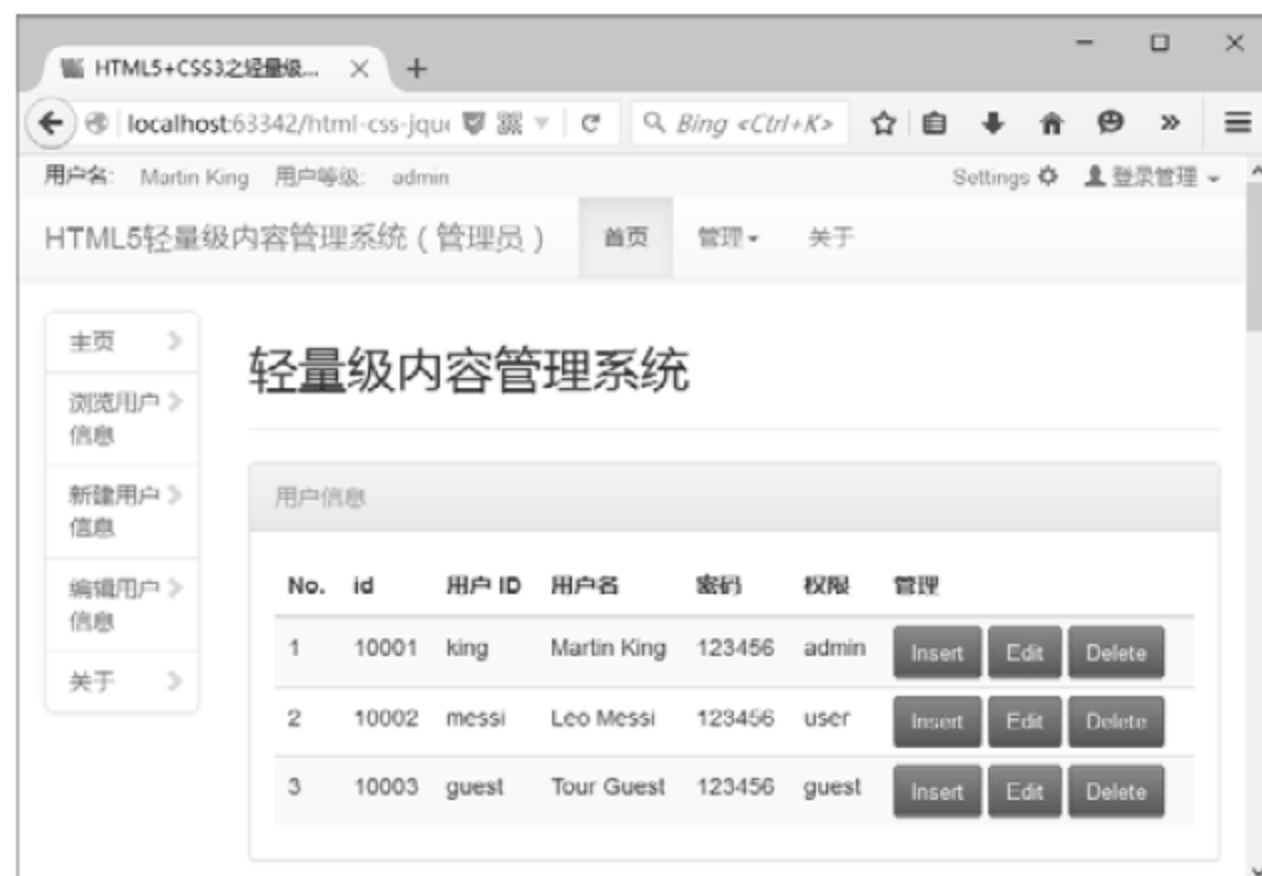 HTML5+CSS3之轻量级...
localhost:63342/html-css-jqu
Bing <Ctrl+K>
用户名: Martin King 用户等级: admin Settings 登录管理
HTML5轻量级内容管理系统 ( 管理员 ) 首页 管理 关于
主页
浏览用户
信息
新建用户
信息
编辑用户
信息
关于
轻量级内容管理系统
用户信息
No. id 用户 ID 用户名 密码 权限 管理
1 10001 king Martin King 123456 admin Insert Edit Delete
2 10002 messi Leo Messi 123456 user Insert Edit Delete
3 10003 guest Tour Guest 123456 guest Insert Edit Delete